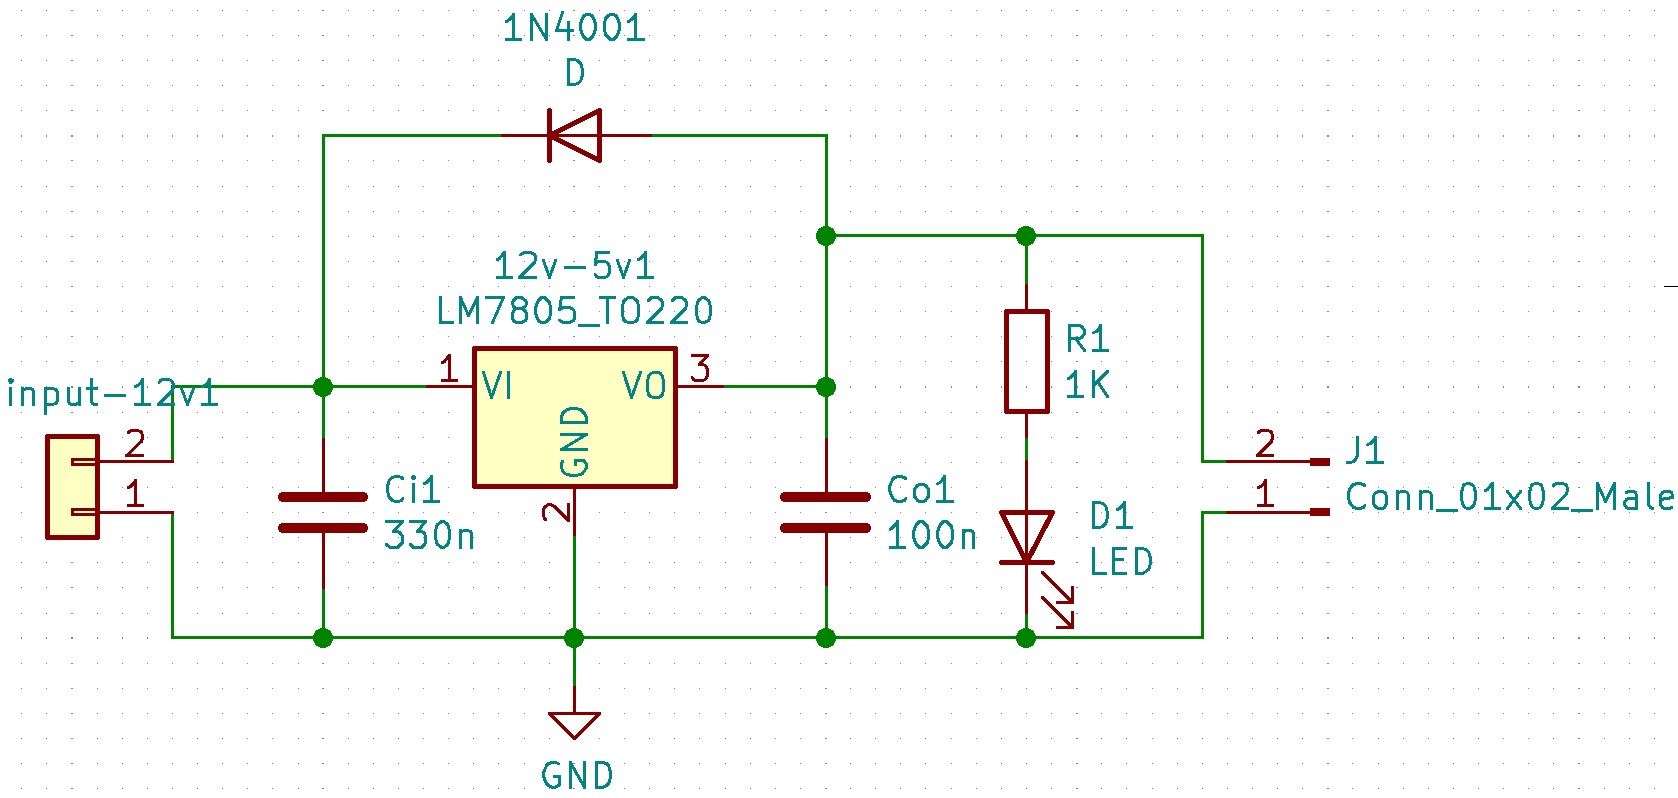 1N4001
D
12v-5v1
LM7805_TO220
1
VI
VO
3
GND
2
input-12v1
2
1
Ci1
330n
Co1
100n
R1
1K
D1
LED
2
1
J1
Conn_01x02_Male
GND